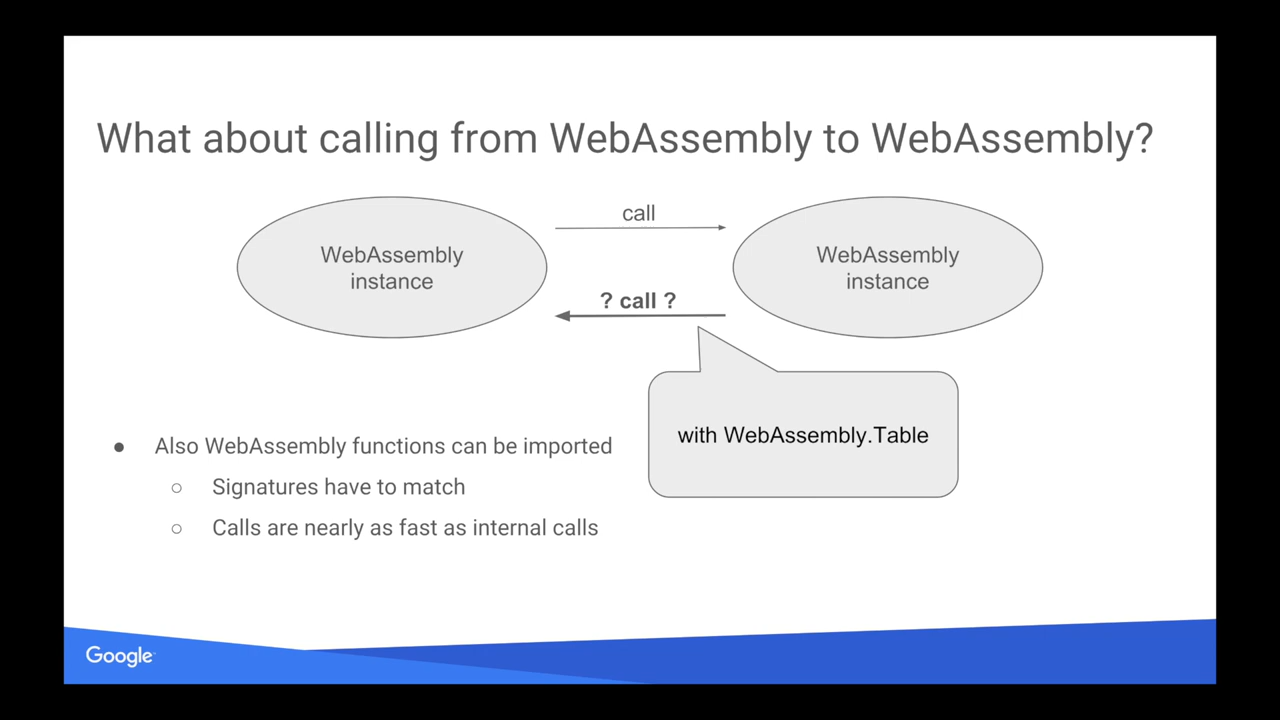 What about calling from WebAssembly to WebAssembly?
call
WebAssembly
instance
WebAssembly
instance
? call ?
with WebAssembly.Table
● Also WebAssembly functions can be imported
○ Signatures have to match
○ Calls are nearly as fast as internal calls
Google